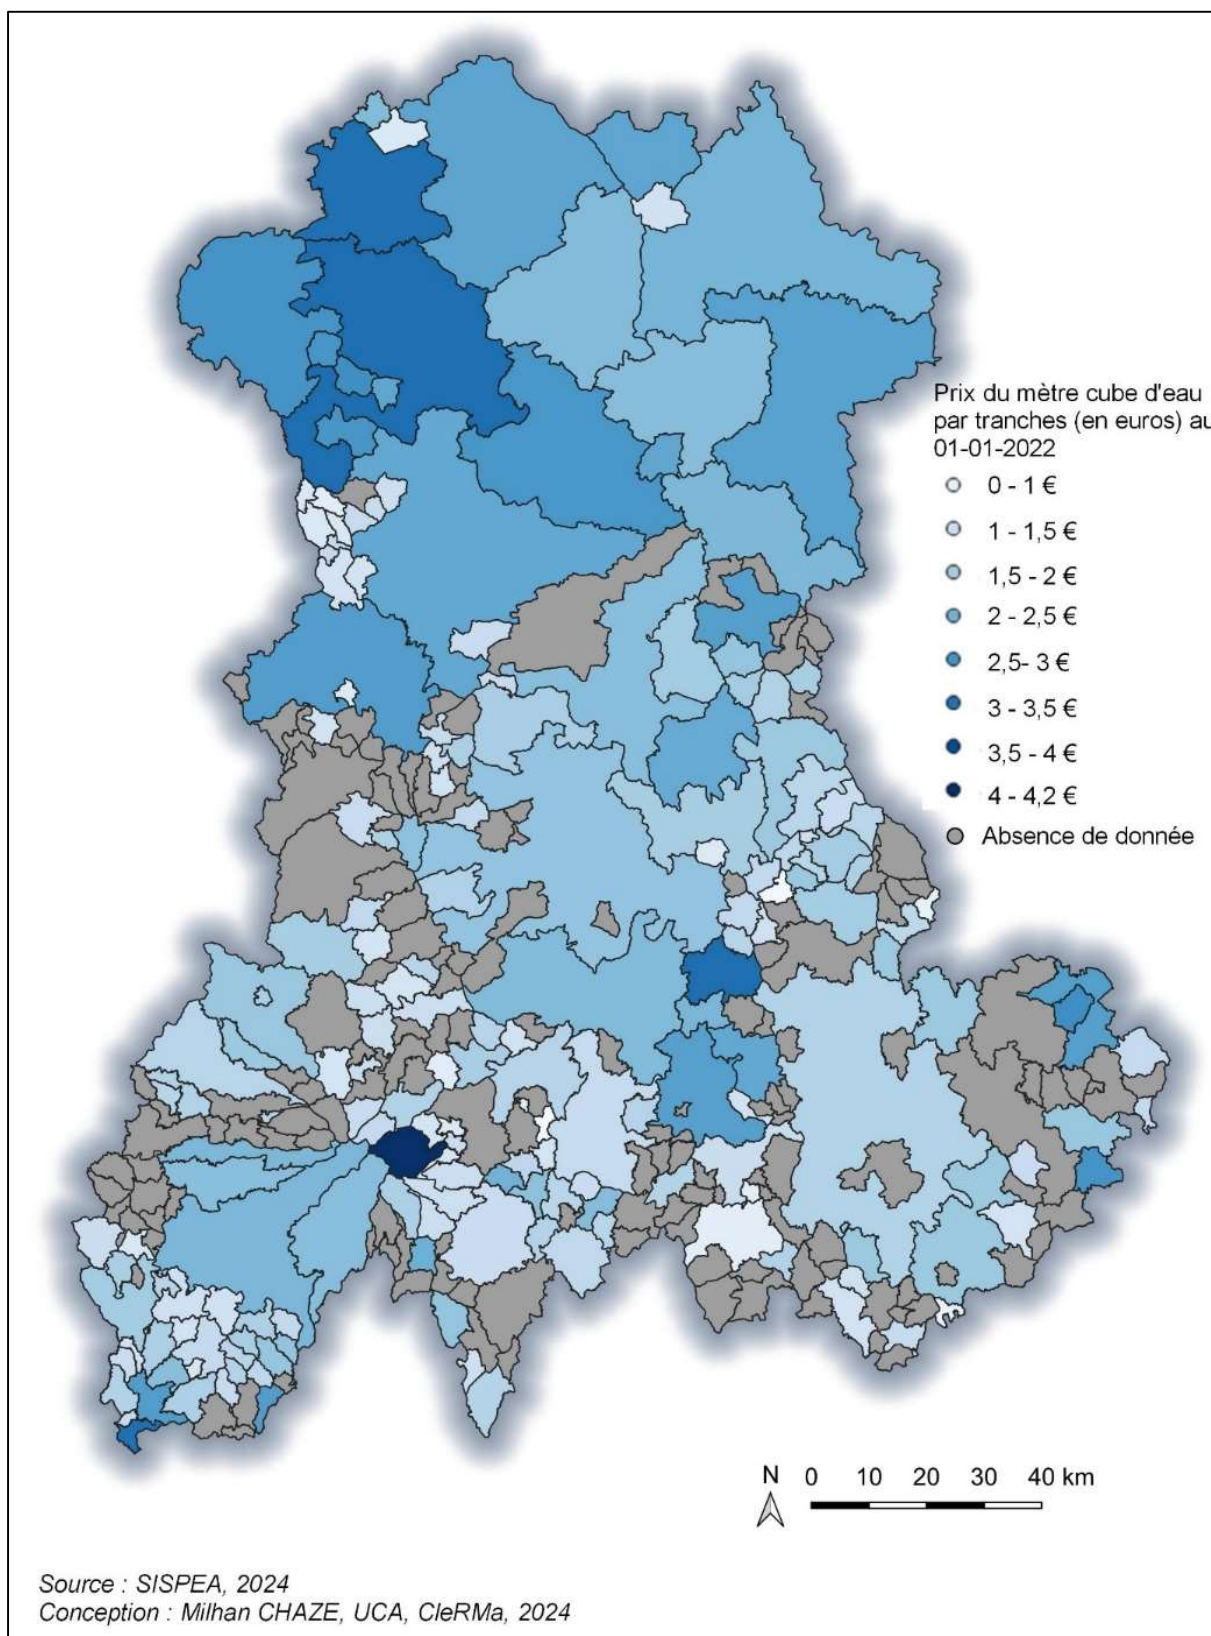 Prix du mètre cube d'eau
par tranches (en euros) au
01-01-2022
0 - 1 €
1 - 1,5 €
1,5 - 2 €
2 - 2,5 €
2,5- 3 €
3 - 3,5 €
3,5 - 4 €
4 - 4,2 €
Absence de donnée
N 0 10 20 30 40 km
Source : SISPEA, 2024
Conception : Milhan CHAZE, UCA, CleRMa, 2024